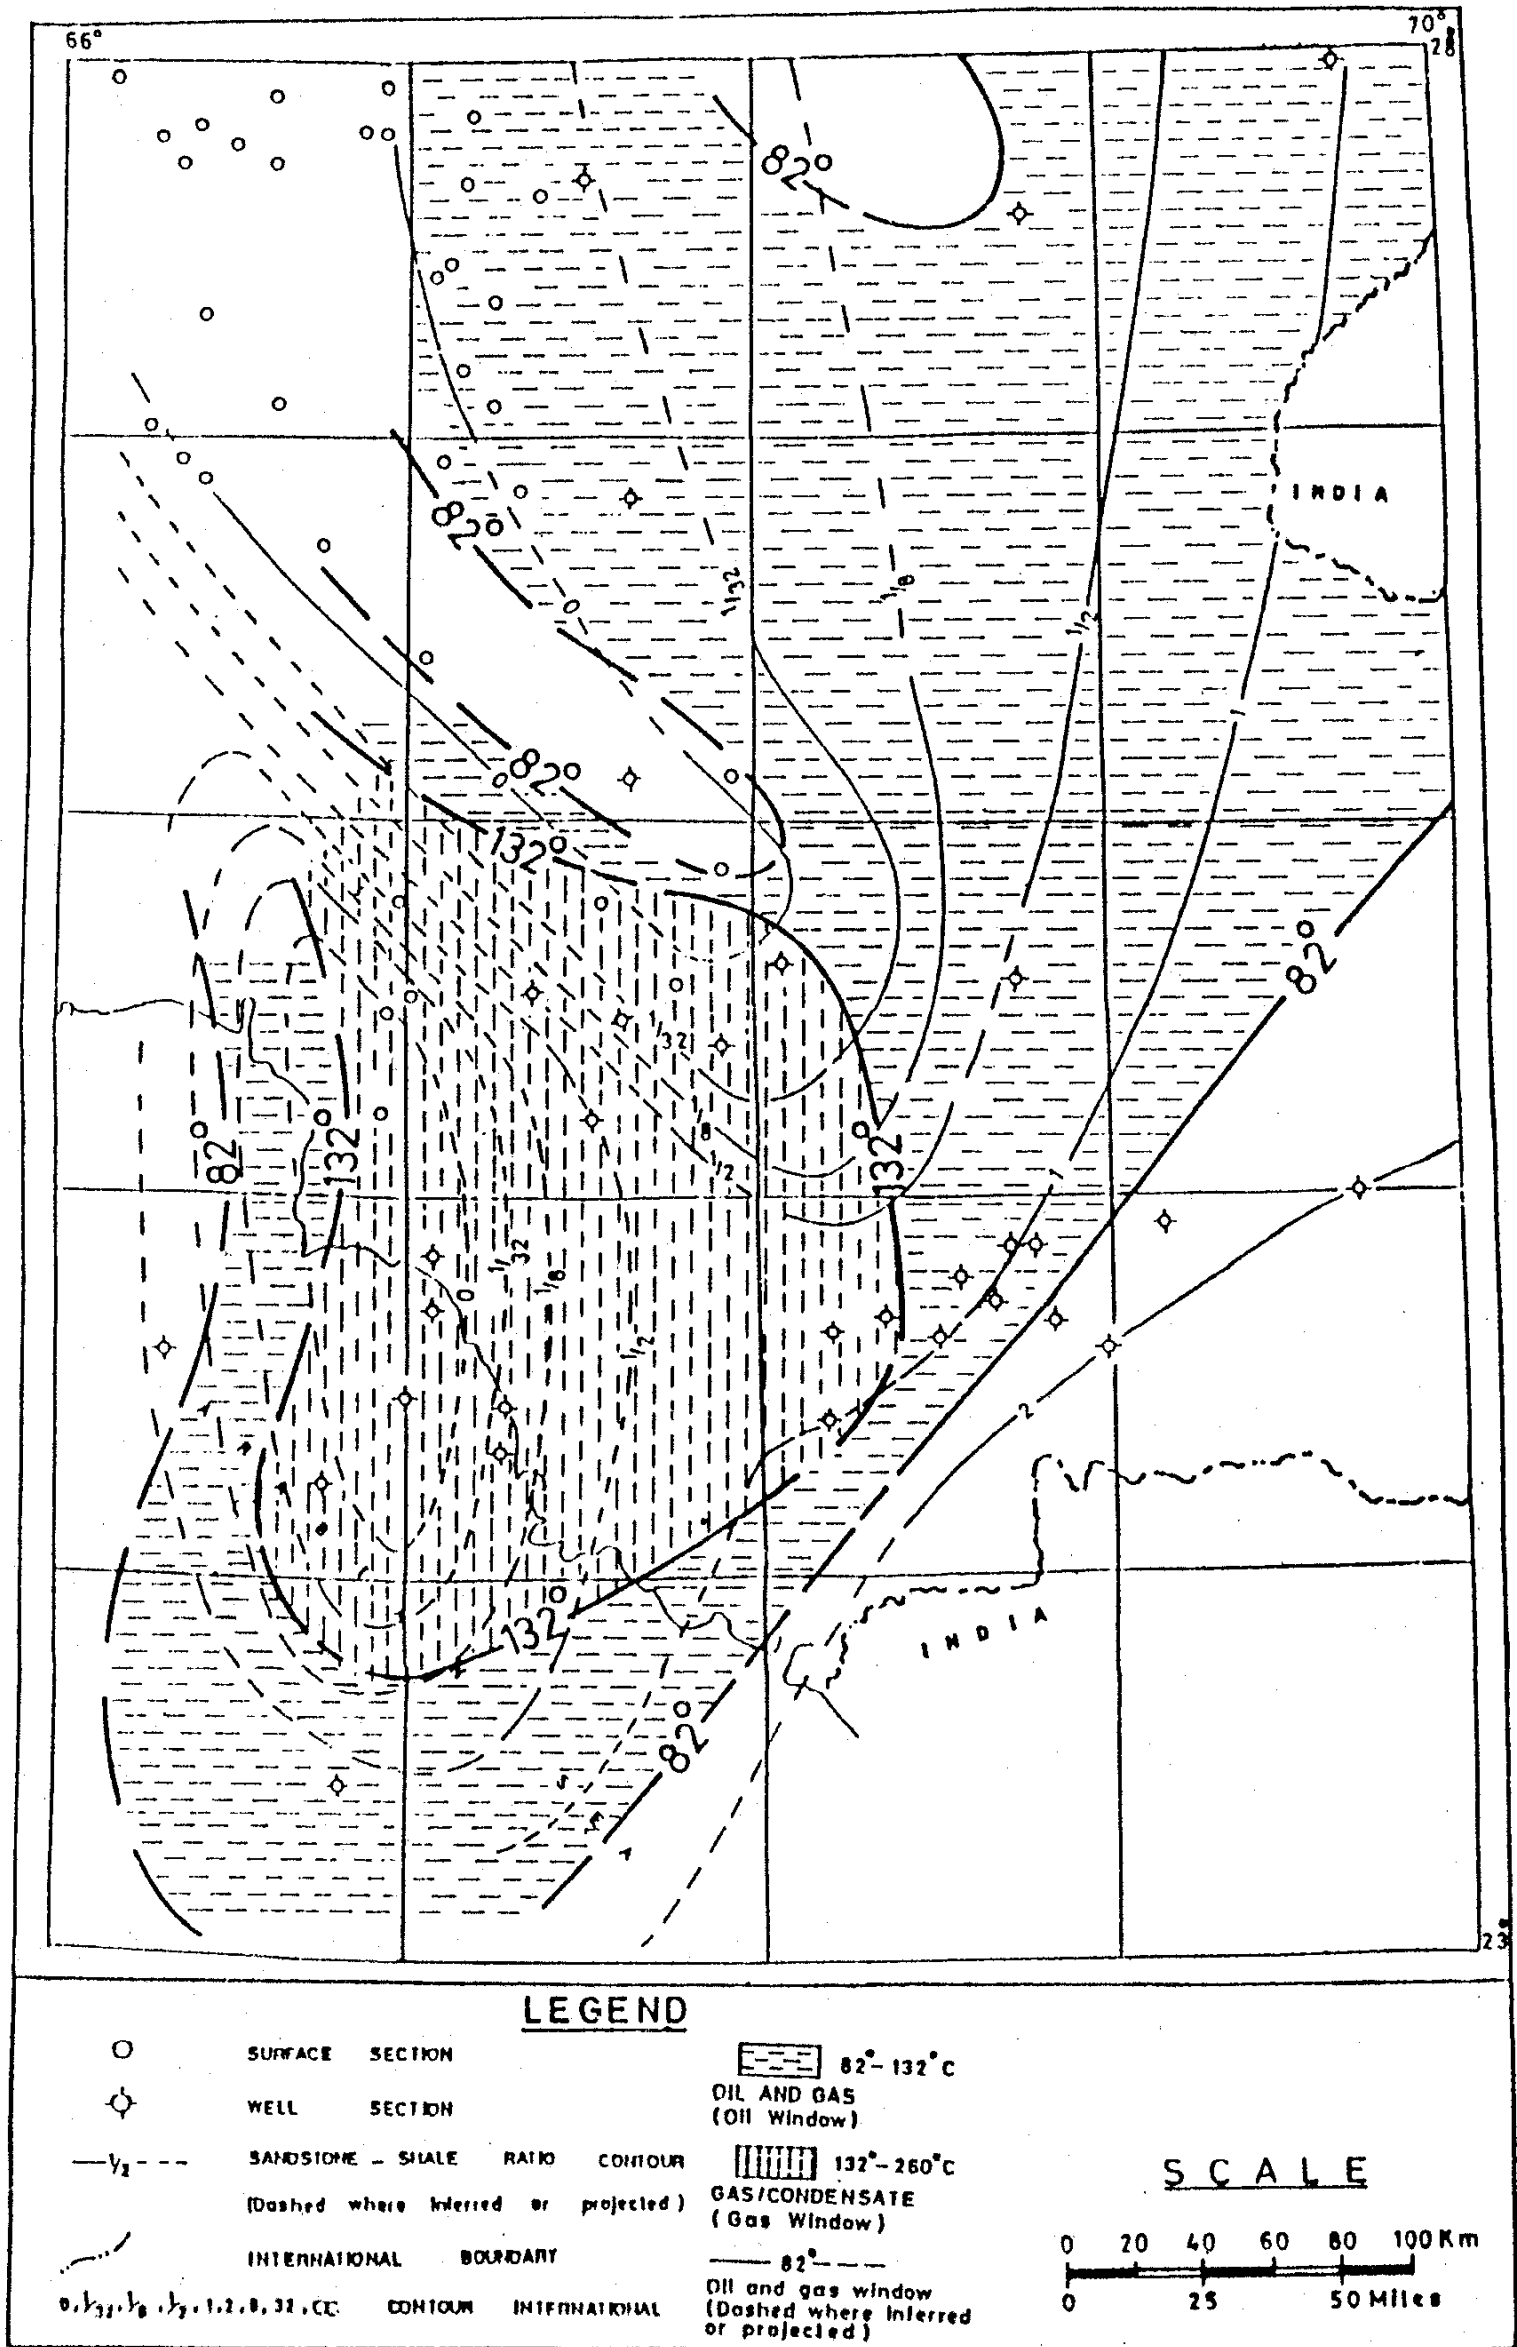 66°
70°
28°
82°
INDIA
82°
1/32
1/8
1/2
1
82°
132°
82°
1/32
1/8
1/2
82°
132°
132°
1
0
1/32
1/8
1/2
2
132°
INDIA
82°
23°
LEGEND
SURFACE SECTION
WELL SECTION
1/2
SANDSTONE - SHALE RATIO CONTOUR
(Dashed where Inferred or projected)
INTERNATIONAL BOUNDARY
0, 1/32, 1/8, 1/2, 1, 2, 8, 32, CONTOUR INTERNATIONAL
82°- 132°C
OIL AND GAS
(Oil Window)
132°- 260°C
GAS/CONDENSATE
(Gas Window)
82°
Oil and gas window
(Dashed where Inferred
or projected)
SCALE
0 20 40 60 80 100 Km
0 25 50 Miles